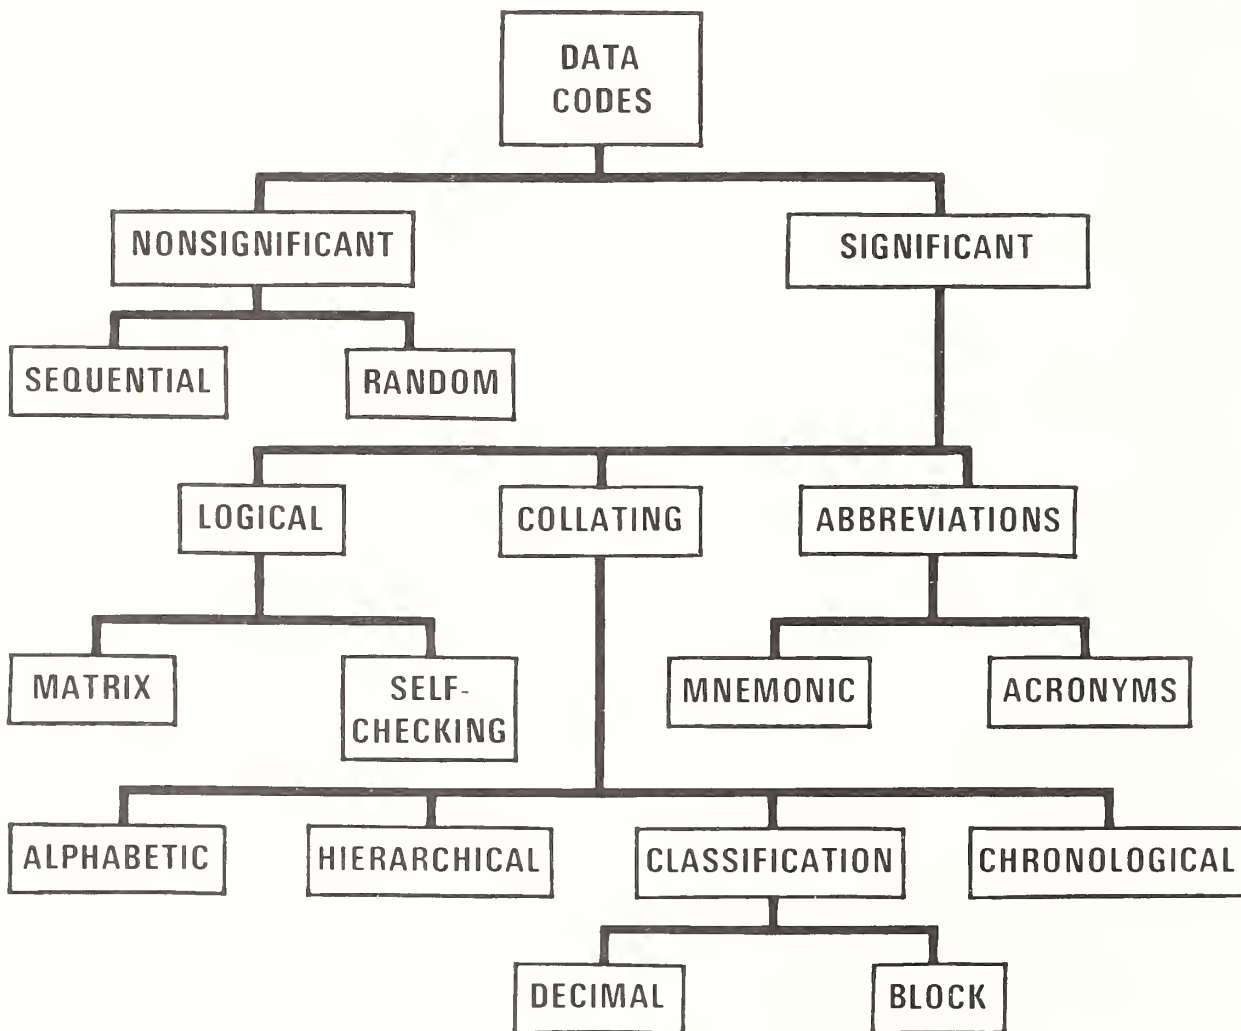 DATA
CODES
NONSIGNIFICANT
SIGNIFICANT
SEQUENTIAL
RANDOM
LOGICAL
COLLATING
ABBREVIATIONS
MATRIX
SELF-
CHECKING
MNEMONIC
ACRONYMS
ALPHABETIC
HIERARCHICAL
CLASSIFICATION
CHRONOLOGICAL
DECIMAL
BLOCK